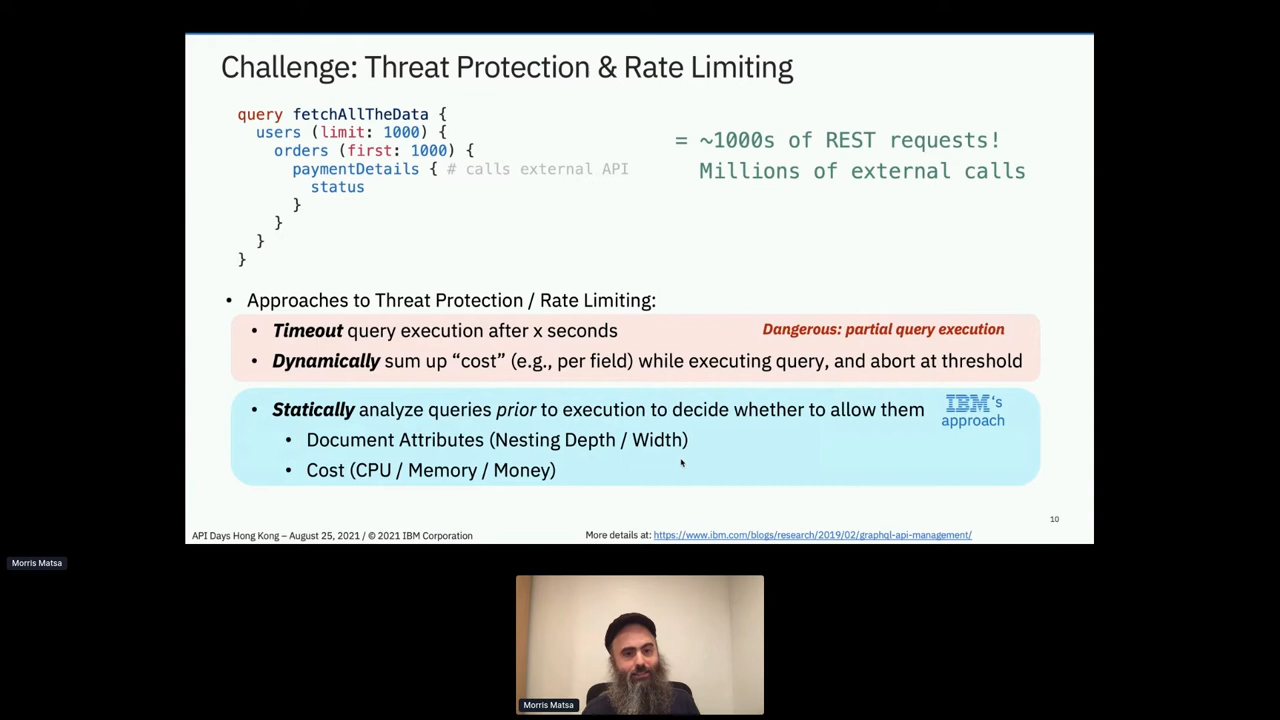 Challenge: Threat Protection & Rate Limiting
query fetchAllTheData {
users (limit: 1000) {
orders (first: 1000) {
paymentDetails { # calls external API
status
}
}
}
}
= ~1000s of REST requests!
Millions of external calls
• Approaches to Threat Protection / Rate Limiting:
• Timeout query execution after x seconds
Dangerous: partial query execution
• Dynamically sum up “cost” (e.g., per field) while executing query, and abort at threshold
• Statically analyze queries prior to execution to decide whether to allow them
IBM‘s
approach
• Document Attributes (Nesting Depth / Width)
• Cost (CPU / Memory / Money)
10
API Days Hong Kong – August 25, 2021 / © 2021 IBM Corporation
More details at: https://www.ibm.com/blogs/research/2019/02/graphql-api-management/
Morris Matsa
Morris Matsa